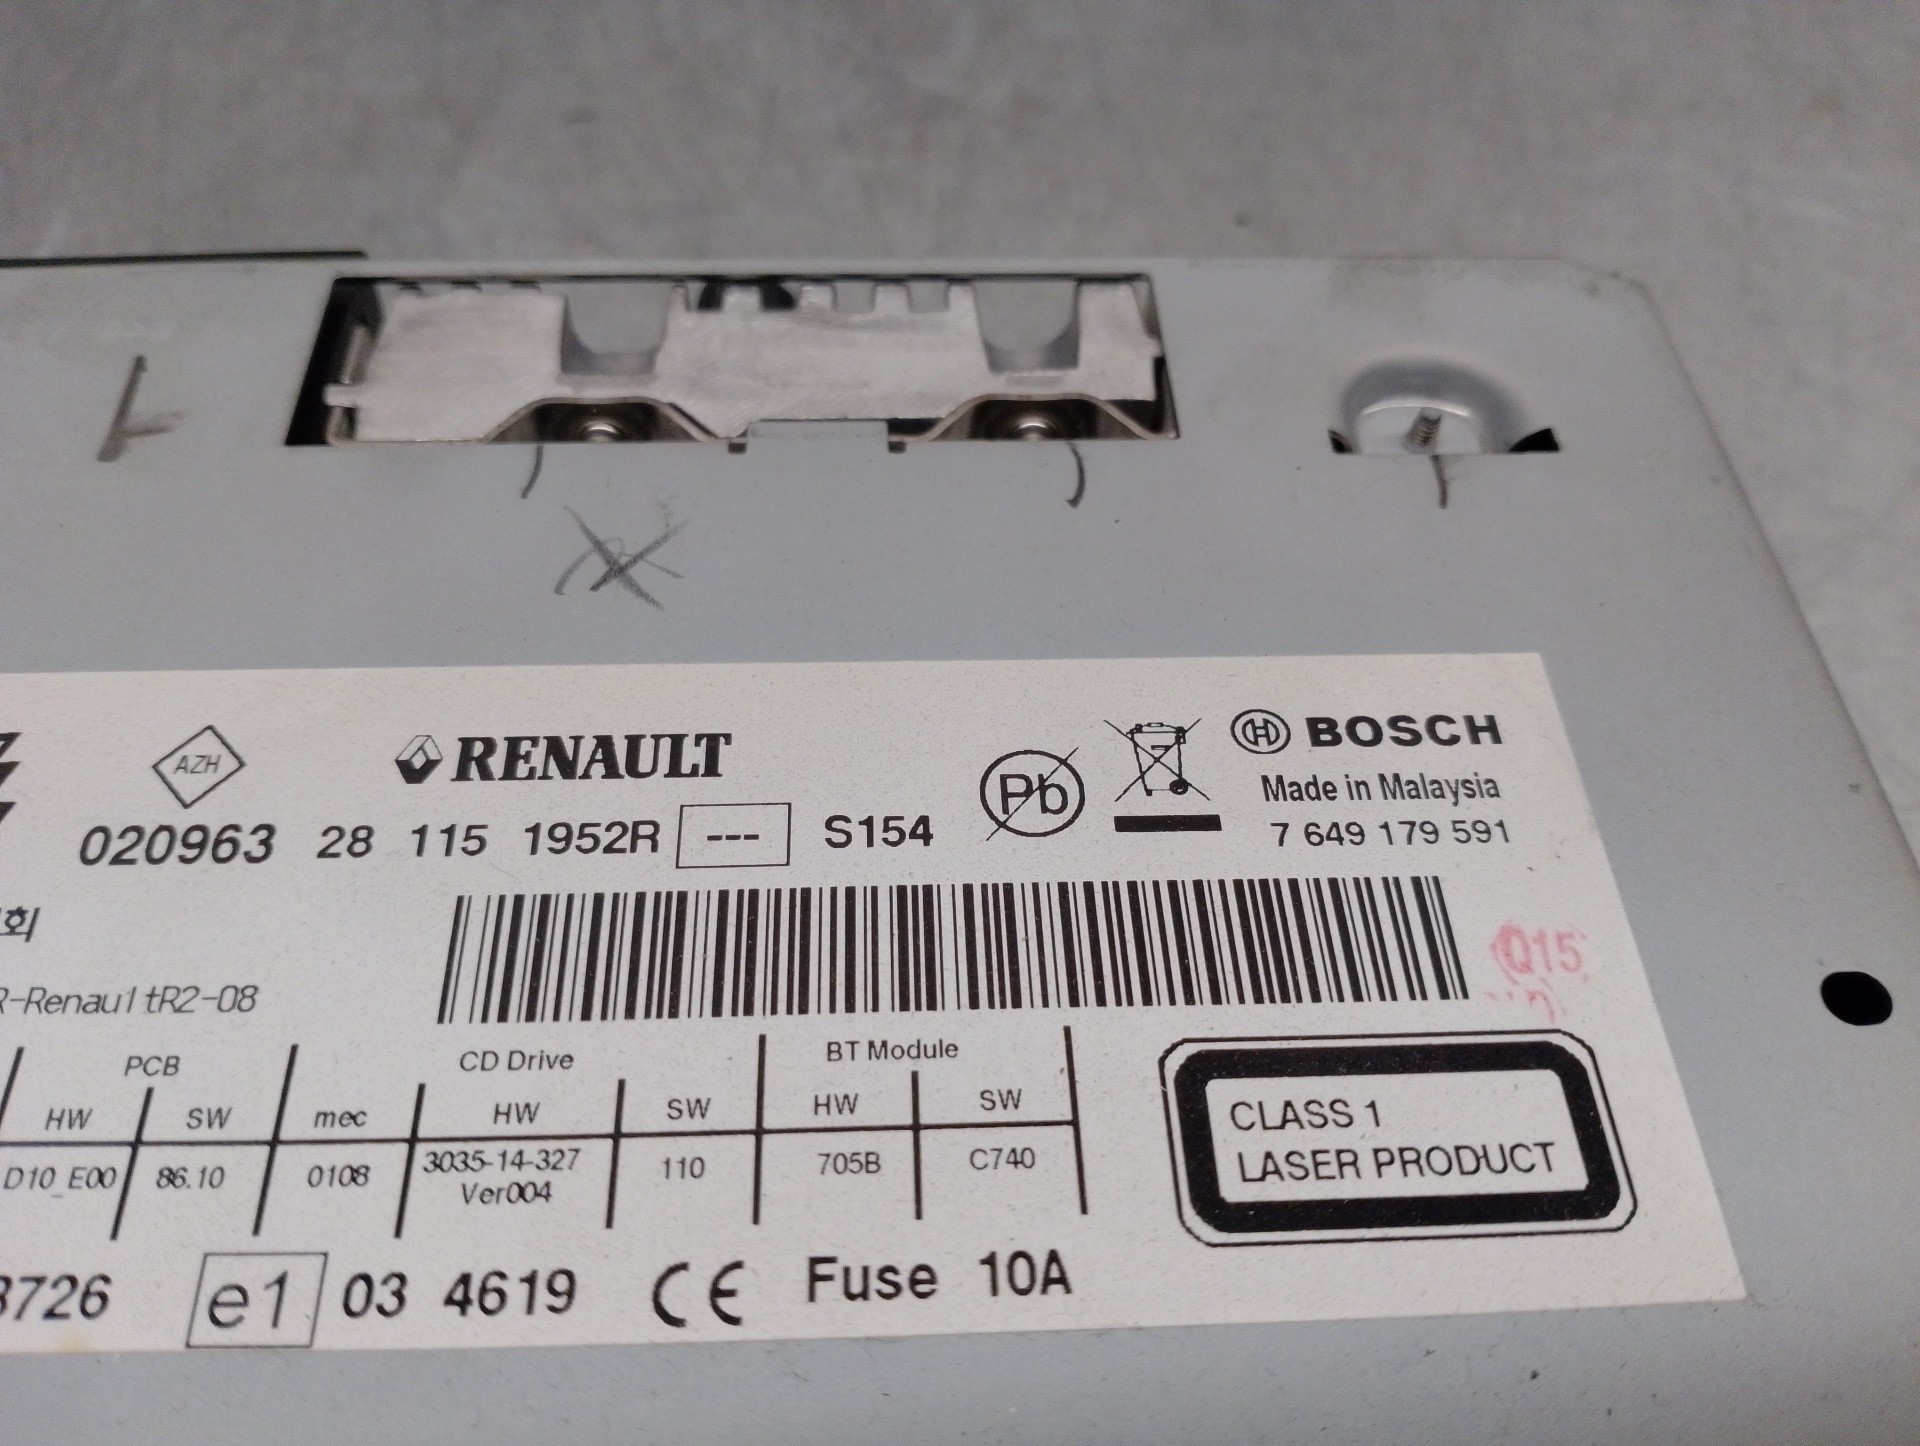 AZH
RENAULT
BOSCH
Made in Malaysia
7 649 179 591
Pb
020963 28 115 1952R --- S154
회
R-RenaultR2-08
Q15
PCB CD Drive BT Module
HW SW mec HW SW HW SW
D10_E00 86.10 0108 3035-14-327 110 705B C740
Ver004
CLASS 1
LASER PRODUCT
3726 e1 03 4619 CE Fuse 10A